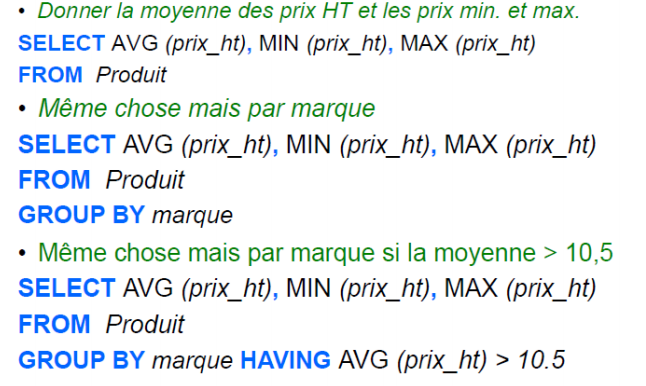 • Donner la moyenne des prix HT et les prix min. et max.
SELECT AVG (prix_ht), MIN (prix_ht), MAX (prix_ht)
FROM Produit
• Même chose mais par marque
SELECT AVG (prix_ht), MIN (prix_ht), MAX (prix_ht)
FROM Produit
GROUP BY marque
• Même chose mais par marque si la moyenne > 10,5
SELECT AVG (prix_ht), MIN (prix_ht), MAX (prix_ht)
FROM Produit
GROUP BY marque HAVING AVG (prix_ht) > 10.5